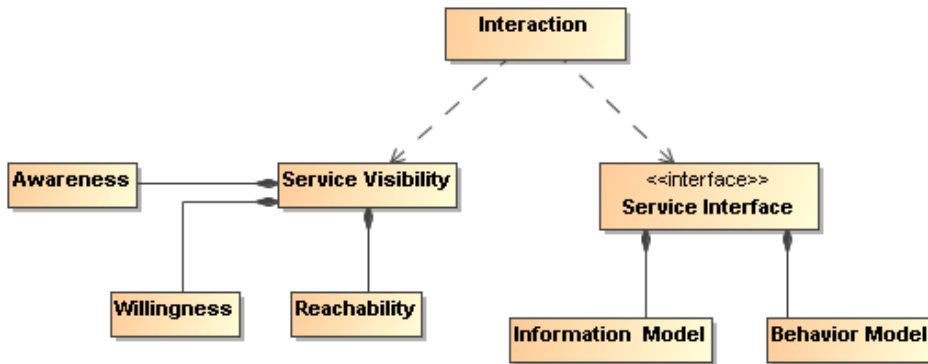 Interaction
Awareness
Service Visibility
<<interface>>
Service Interface
Willingness
Reachability
Information Model
Behavior Model